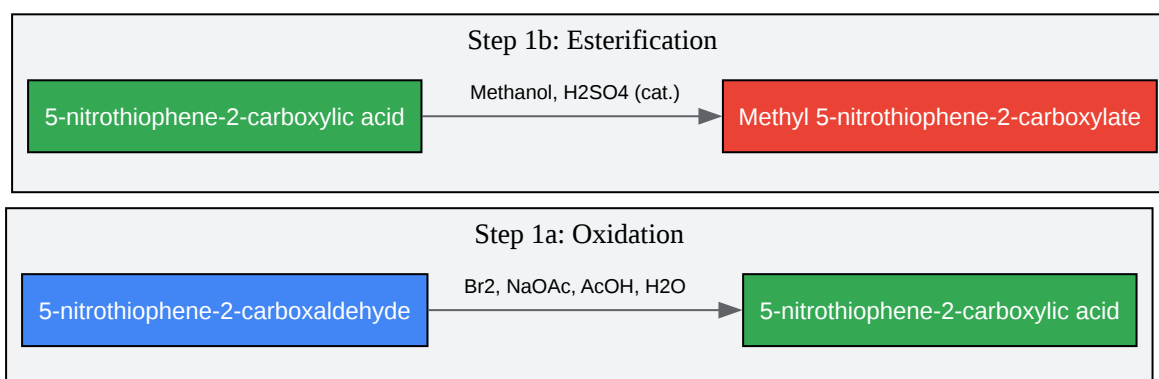 Step 1b: Esterification
5-nitrothiophene-2-carboxylic acid
Methanol, H2SO4 (cat.)
Methyl 5-nitrothiophene-2-carboxylate
Step 1a: Oxidation
5-nitrothiophene-2-carboxaldehyde
Br2, NaOAc, AcOH, H2O
5-nitrothiophene-2-carboxylic acid